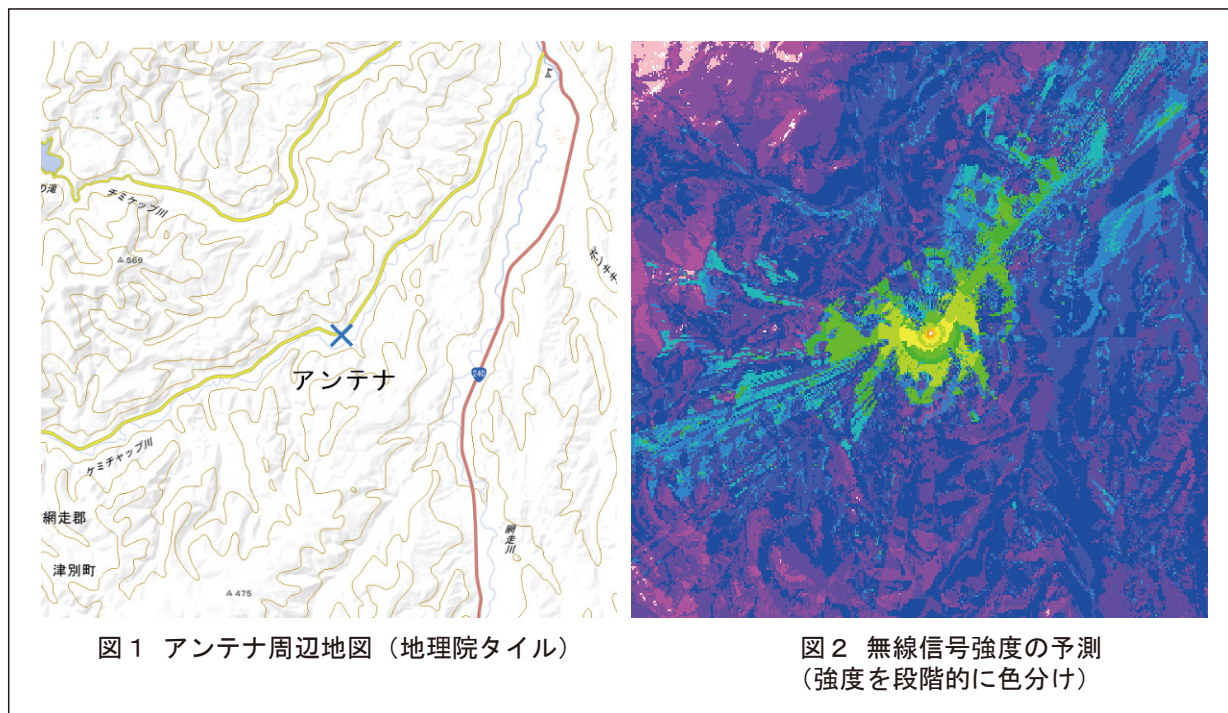 の滝
チミケップ川
569
アンテナ
240
ケミチャップ川
網走郡
網走川
津別町
475
図1 アンテナ周辺地図(地理院タイル)
図2 無線信号強度の予測
(強度を段階的に色分け)